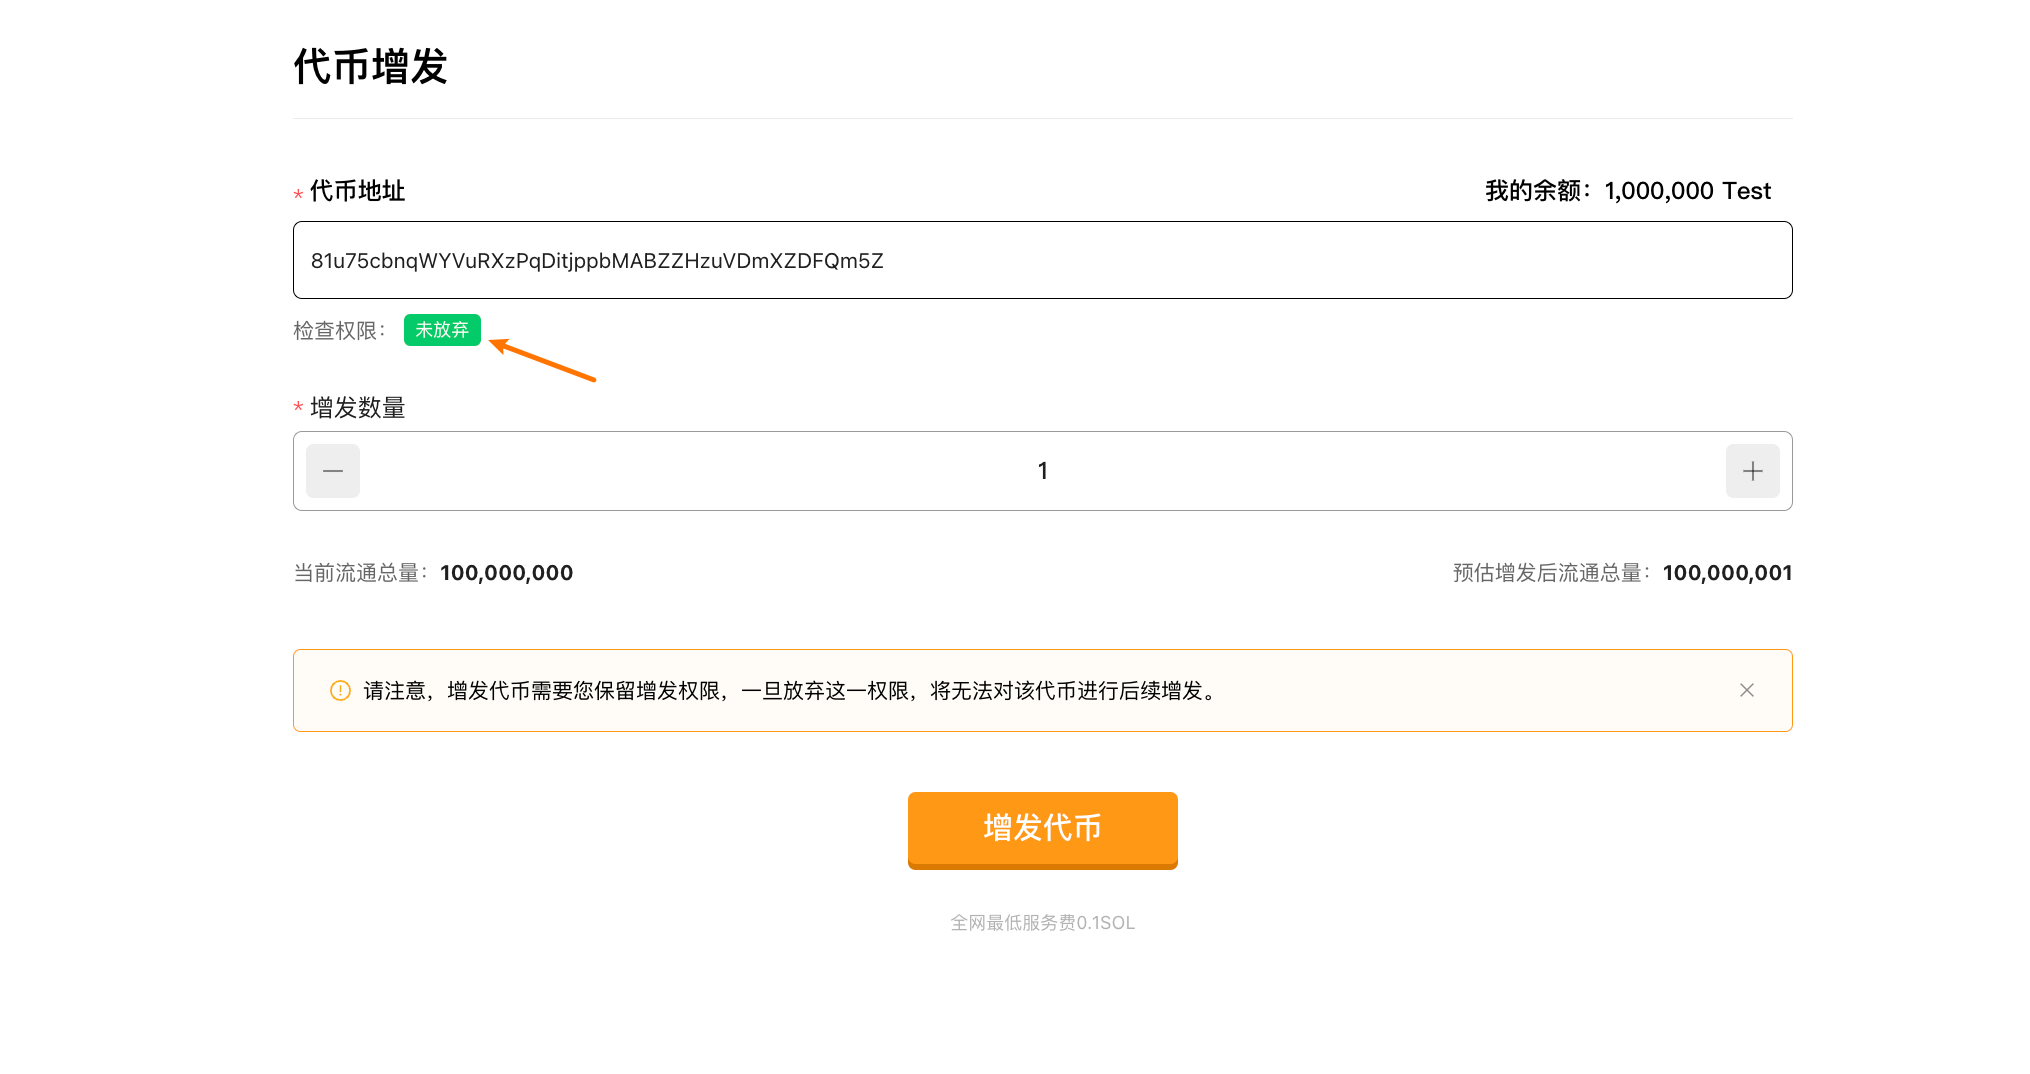 代币增发
* 代币地址
我的余额：1,000,000 Test
81u75cbnqWYVuRXzPqDitjppbMABZZHzuVDmXZDFQm5Z
检查权限： 未放弃
* 增发数量
1
当前流通总量：100,000,000
预估增发后流通总量：100,000,001
请注意，增发代币需要您保留增发权限，一旦放弃这一权限，将无法对该代币进行后续增发。
增发代币
全网最低服务费0.1SOL